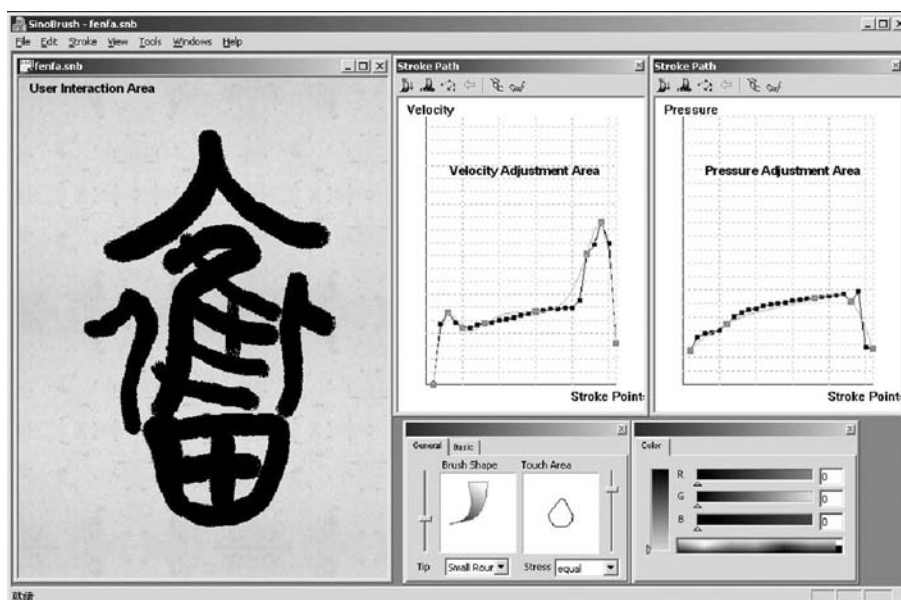 SinoBrush - fenfa.snb
File Edit Stroke View Tools Windows Help
fenfa.snb
User Interaction Area
奮
Stroke Path
Velocity
Velocity Adjustment Area
Stroke Point
Stroke Path
Pressure
Pressure Adjustment Area
Stroke Point
General Basic
Brush Shape Touch Area
Tip Small Roun Stress equal
Color
R 0
G 0
B 0
就绪